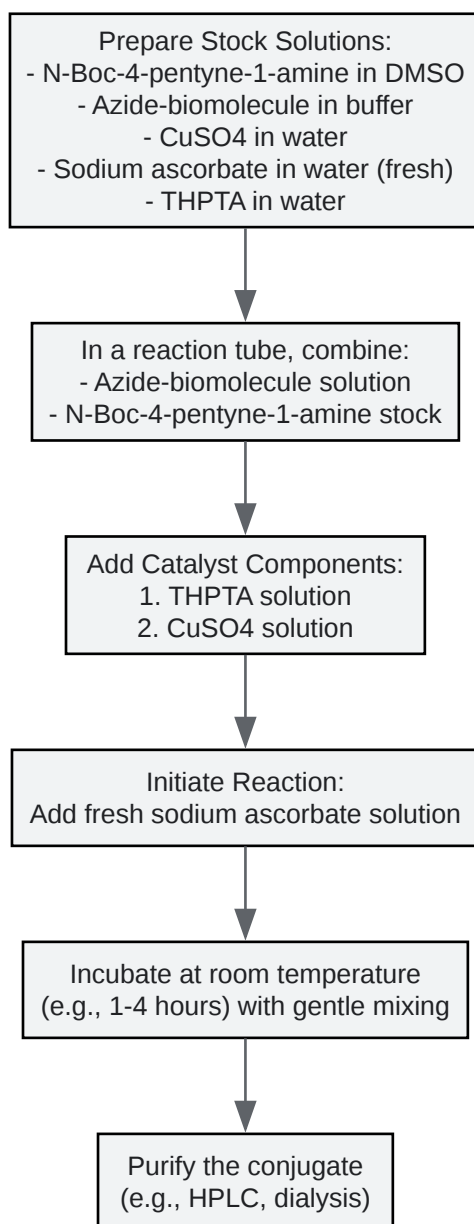 Prepare Stock Solutions:
- N-Boc-4-pentyne-1-amine in DMSO
- Azide-biomolecule in buffer
- CuSO4 in water
- Sodium ascorbate in water (fresh)
- THPTA in water
In a reaction tube, combine:
- Azide-biomolecule solution
- N-Boc-4-pentyne-1-amine stock
Add Catalyst Components:
1. THPTA solution
2. CuSO4 solution
Initiate Reaction:
Add fresh sodium ascorbate solution
Incubate at room temperature
(e.g., 1-4 hours) with gentle mixing
Purify the conjugate
(e.g., HPLC, dialysis)